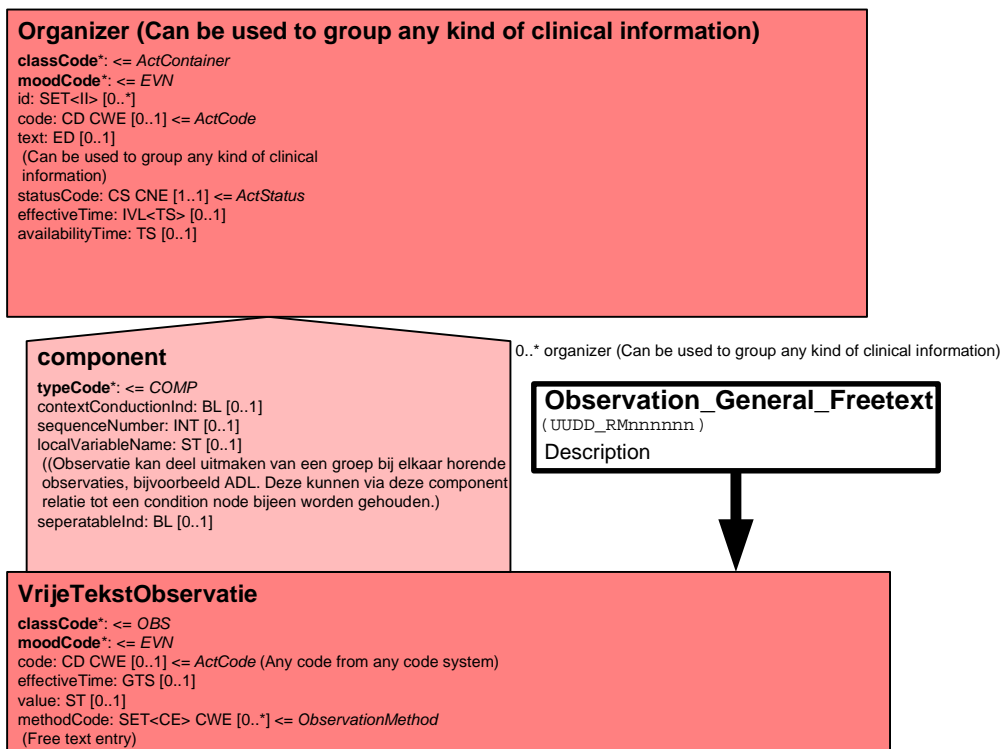 Organizer (Can be used to group any kind of clinical information)
classCode*: <= ActContainer
moodCode*: <= EVN
id: SET<II> [0..*]
code: CD CWE [0..1] <= ActCode
text: ED [0..1]
(Can be used to group any kind of clinical
information)
statusCode: CS CNE [1..1] <= ActStatus
effectiveTime: IVL<TS> [0..1]
availabilityTime: TS [0..1]
component
typeCode*: <= COMP
contextConductionInd: BL [0..1]
sequenceNumber: INT [0..1]
localVariableName: ST [0..1]
((Observatie kan deel uitmaken van een groep bij elkaar horende
observaties, bijvoorbeeld ADL. Deze kunnen via deze component
relatie tot een condition node bijeen worden gehouden.)
seperatableInd: BL [0..1]
0..* organizer (Can be used to group any kind of clinical information)
Observation_General_Freetext
(UUDD_RMnnnnnn)
Description
VrijeTekstObservatie
classCode*: <= OBS
moodCode*: <= EVN
code: CD CWE [0..1] <= ActCode (Any code from any code system)
effectiveTime: GTS [0..1]
value: ST [0..1]
methodCode: SET<CE> CWE [0..*] <= ObservationMethod
(Free text entry)